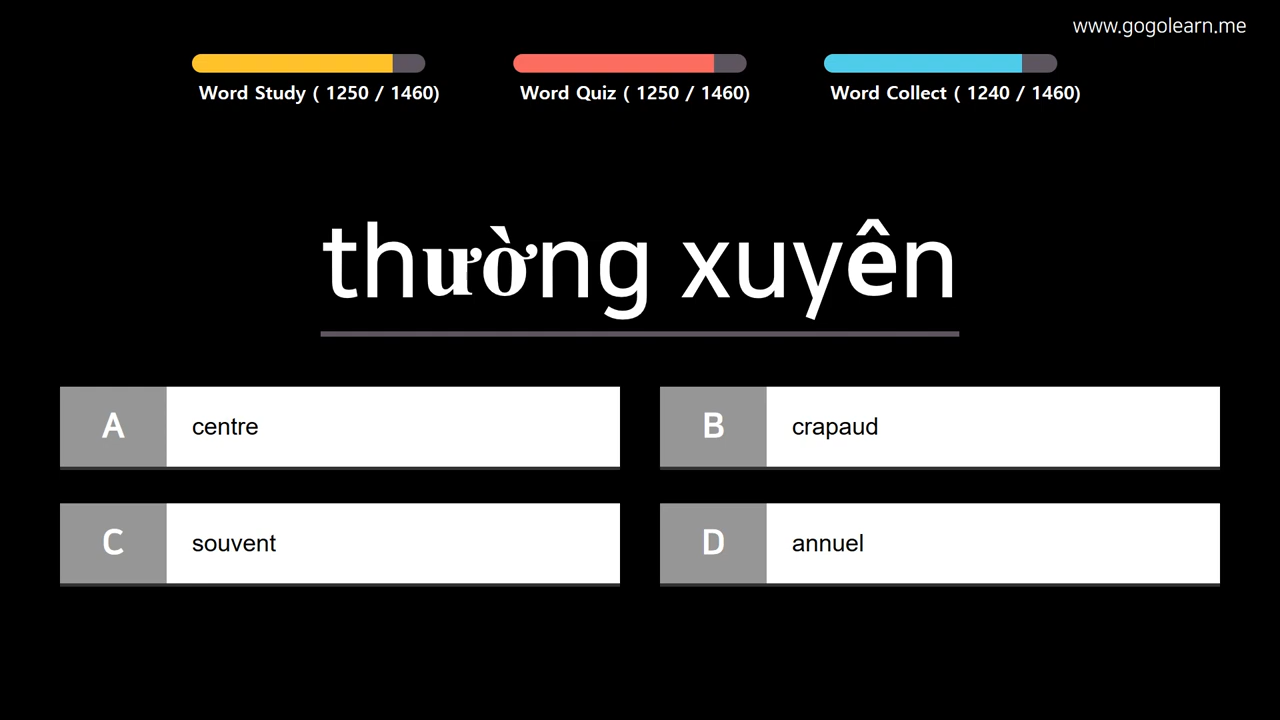 www.gogolearn.me
Word Study ( 1250 / 1460)
Word Quiz ( 1250 / 1460)
Word Collect ( 1240 / 1460)
thường xuyên
A centre
B crapaud
C souvent
D annuel